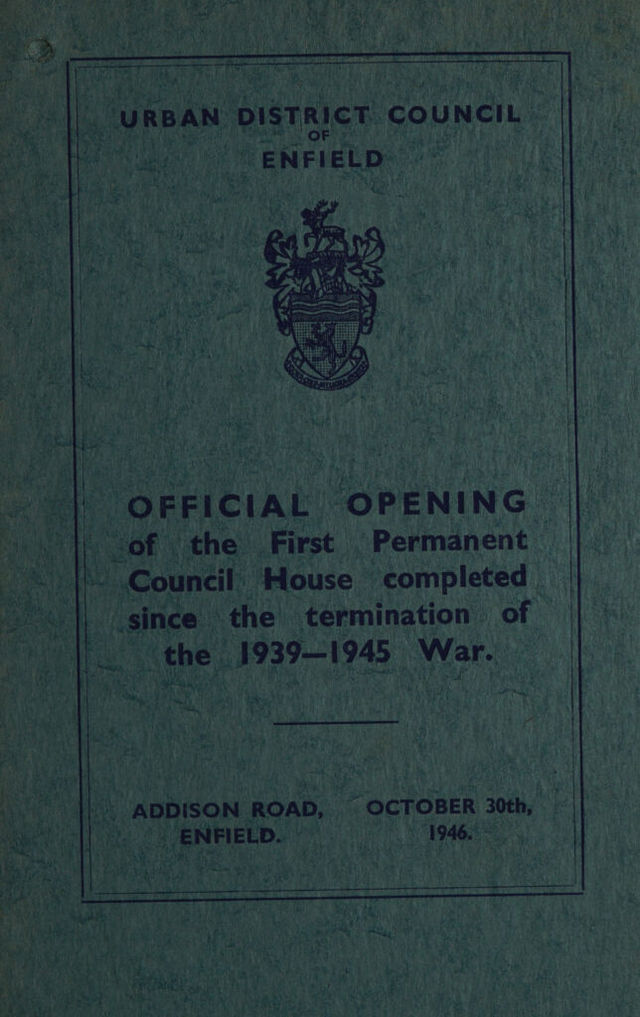 URBAN DISTRICT COUNCIL
OF
ENFIELD
OFFICIAL OPENING
of the First Permanent
Council House completed
since the termination of
the 1939—1945 War.
ADDISON ROAD,
ENFIELD.
OCTOBER 30th,
1946.